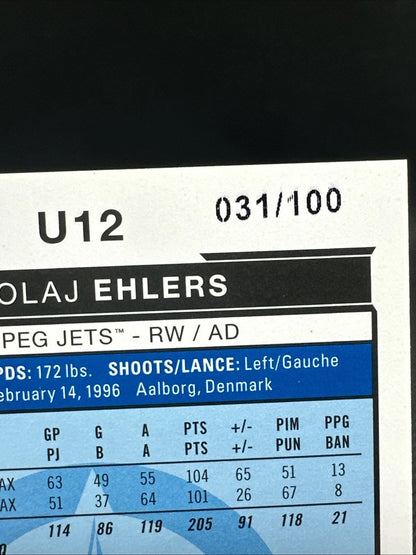 U12 031/100
OLAJ EHLERS
PEG JETS™ - RW / AD
PDS: 172 lbs. SHOOTS/LANCE: Left/Gauche
ebruary 14, 1996 Aalborg, Denmark
GP G A PTS +/- PIM PPG
PJ B A PTS +/- PUN BAN
AX 63 49 55 104 65 51 13
AX 51 37 64 101 26 67 8
114 86 119 205 91 118 21